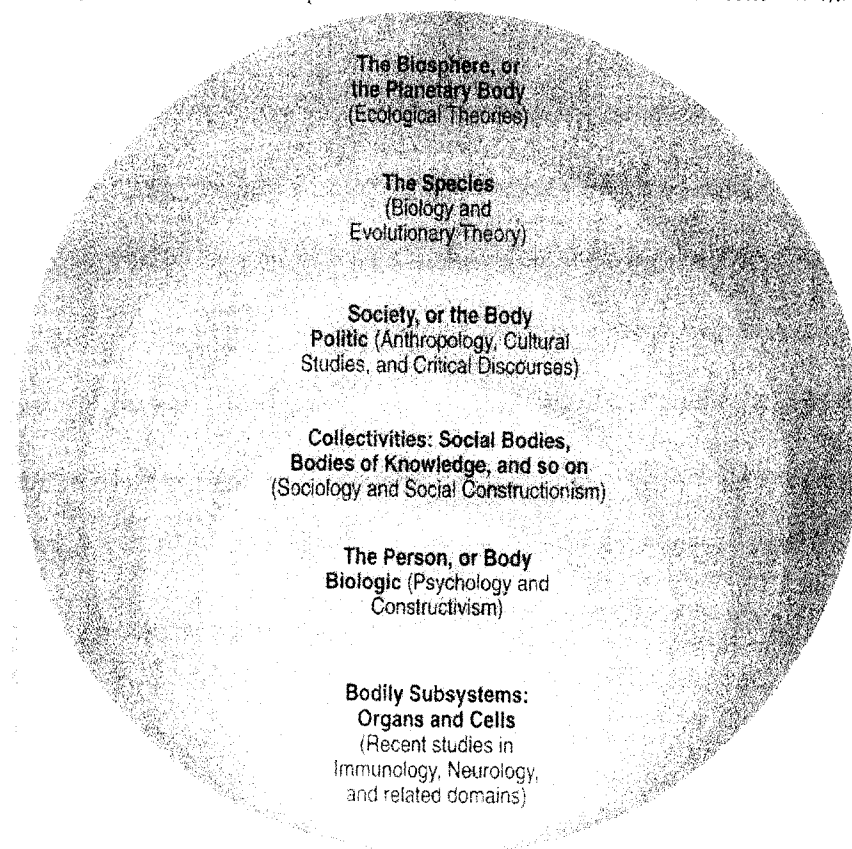 The Biosphere, or
the Planetary Body
(Ecological Theories)
The Species
(Biology and
Evolutionary Theory)
Society, or the Body
Politic (Anthropology, Cultural
Studies, and Critical Discourses)
Collectivities: Social Bodies,
Bodies of Knowledge, and so on
(Sociology and Social Constructionism)
The Person, or Body
Biologic (Psychology and
Constructivism)
Bodily Subsystems:
Organs and Cells
(Recent studies in
Immunology, Neurology,
and related domains)